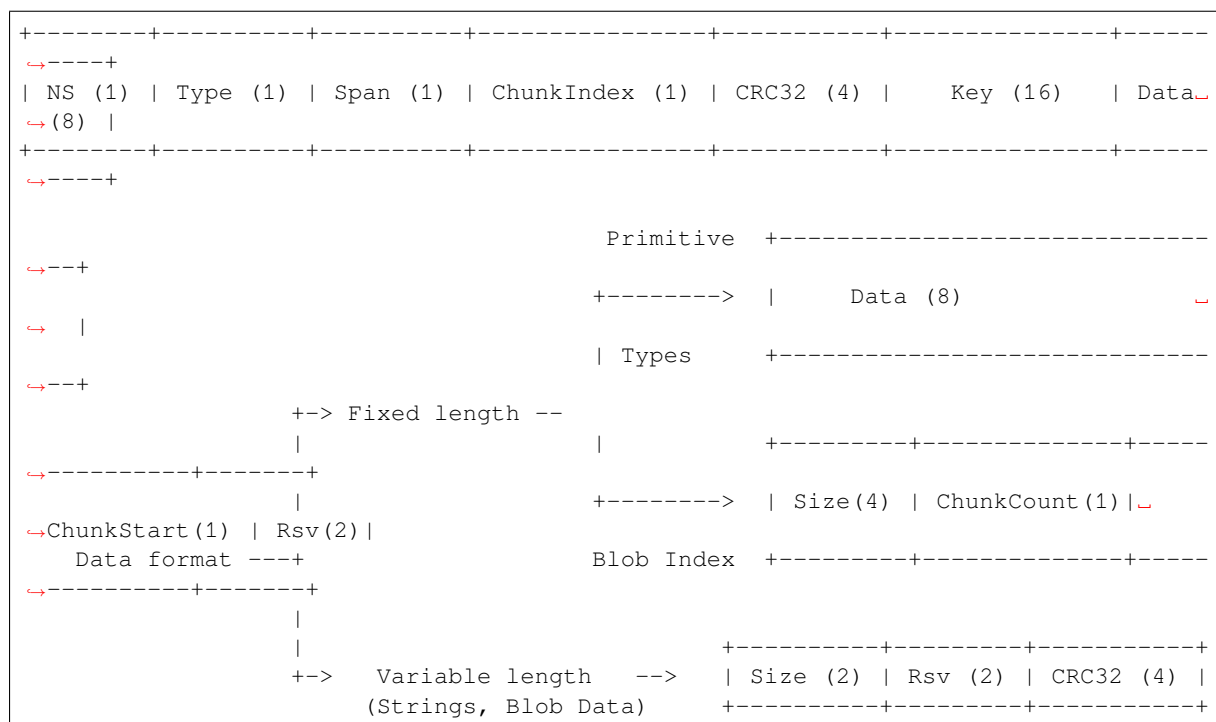 +--------+----------+----------+----------------+-----------+---------------+------
↪----+
| NS (1) | Type (1) | Span (1) | ChunkIndex (1) | CRC32 (4) |    Key (16)   | Data␣
↪(8) |
+--------+----------+----------+----------------+-----------+---------------+------
↪----+

                                         Primitive  +------------------------------
↪--+
                                        +-------->  |     Data (8)                ␣
↪  |
                                        | Types     +------------------------------
↪--+
                   +-> Fixed length --
                   |                    |           +---------+--------------+-----
↪----------+-------+
                   |                    +-------->  | Size(4) | ChunkCount(1)|␣
↪ChunkStart(1) | Rsv(2)|
    Data format ---+                    Blob Index  +---------+--------------+-----
↪----------+-------+
                   |
                   |                             +----------+---------+-----------+
                   +->   Variable length   -->   | Size (2) | Rsv (2) | CRC32 (4) |
                        (Strings, Blob Data)     +----------+---------+-----------+